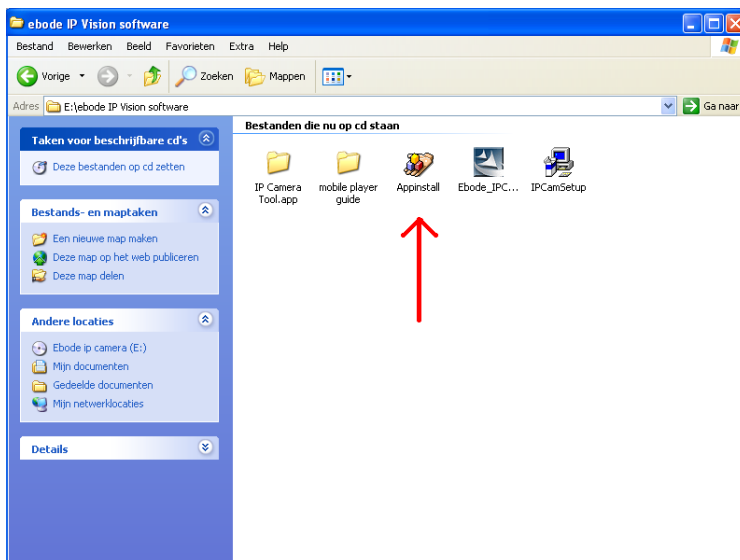 ebode IP Vision software
Bestand Bewerken Beeld Favorieten Extra Help
Vorige Zoeken Mappen
Adres E:\ebode IP Vision software Ga naar
Taken voor beschrijfbare cd's
Deze bestanden op cd zetten
Bestands- en maptaken
Een nieuwe map maken
Deze map op het web publiceren
Deze map delen
Andere locaties
Ebode ip camera (E:)
Mijn documenten
Gedeelde documenten
Mijn netwerklocaties
Details
Bestanden die nu op cd staan
IP Camera Tool.app
mobile player guide
Appinstall
Ebode_IPC...
IPCamSetup